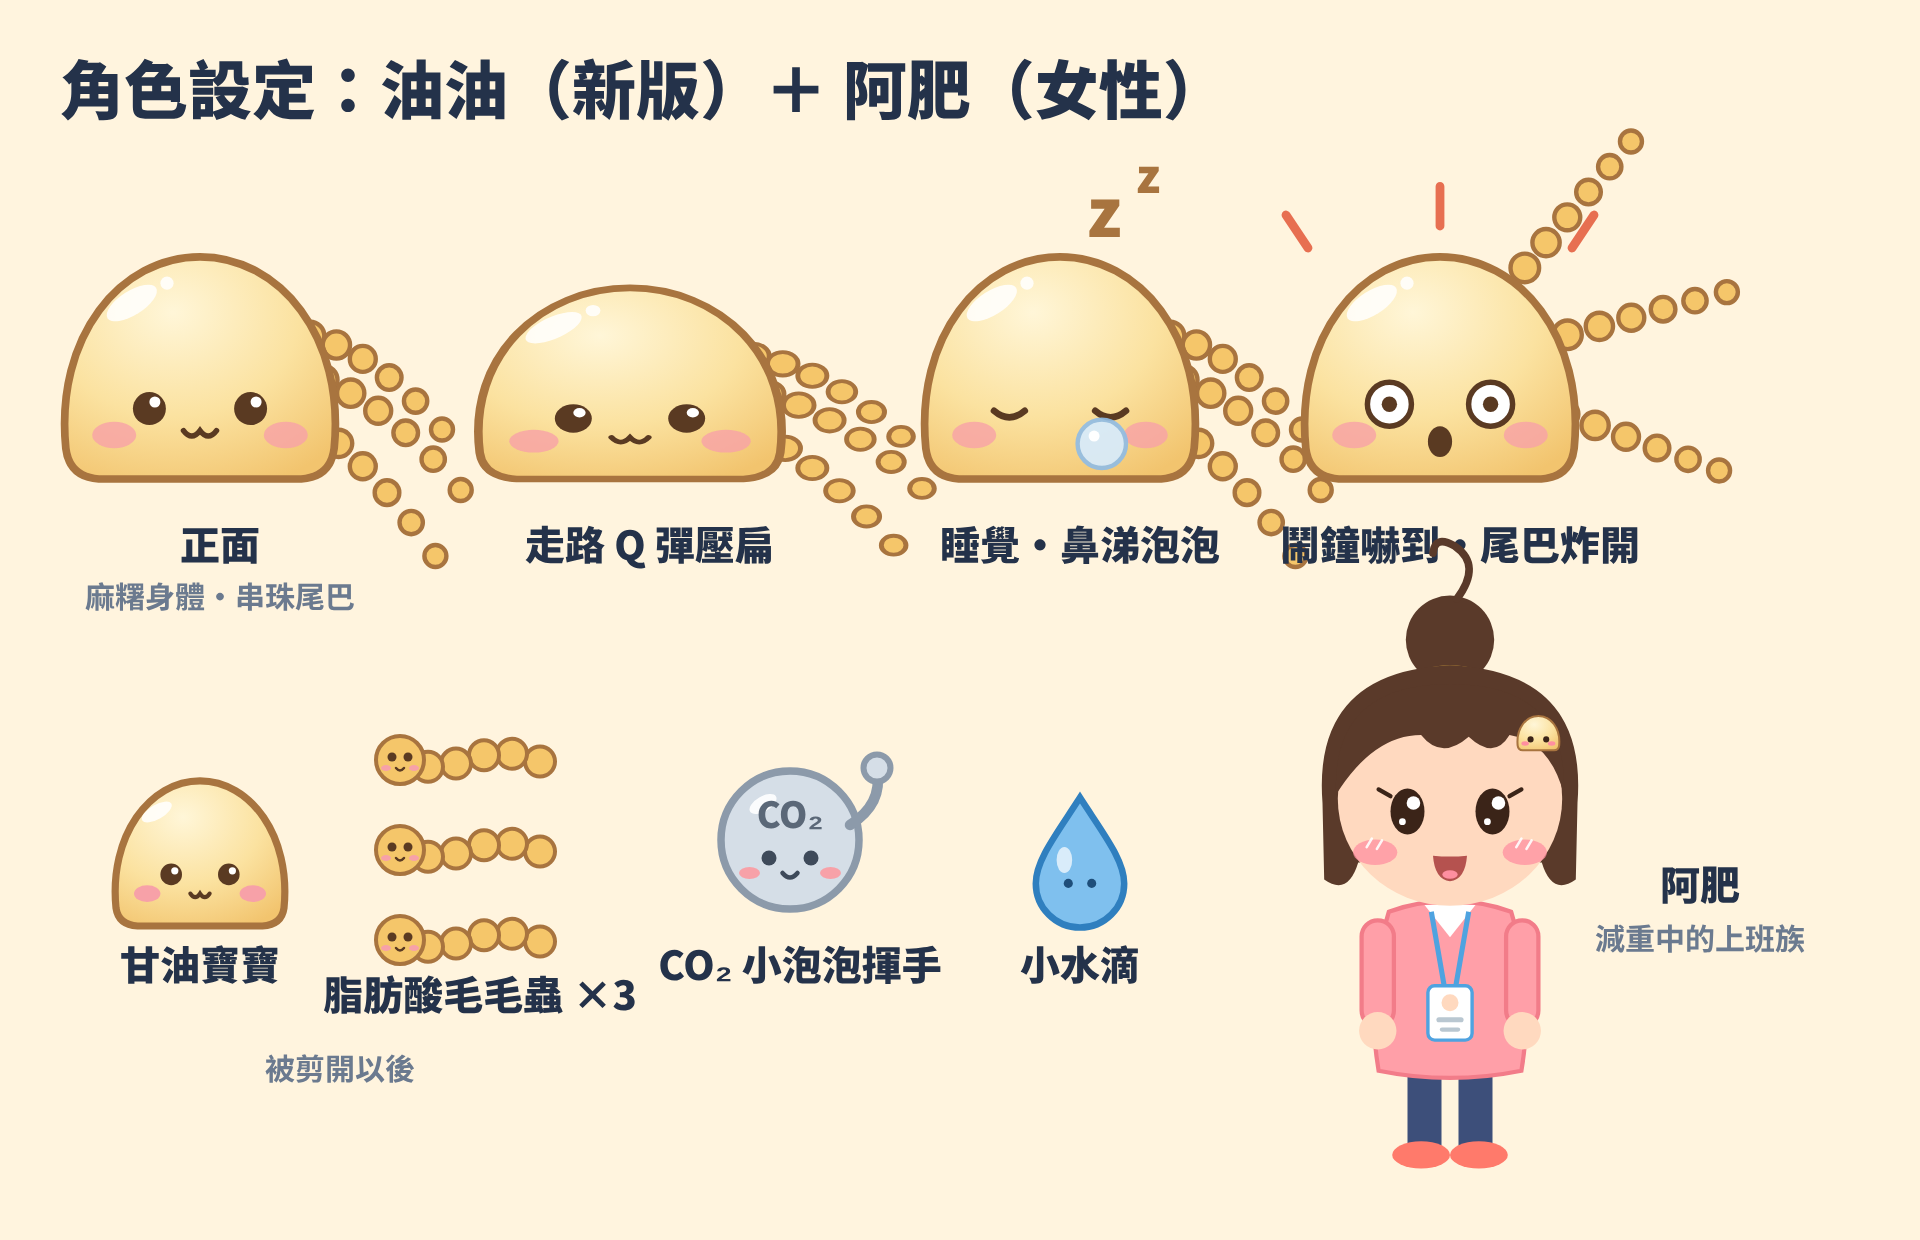 角色設定：油油（新版）＋ 阿肥（女性）
z
z
正面
走路 Q 彈壓扁
睡覺・鼻涕泡泡
鬧鐘嚇到・尾巴炸開
麻糬身體・串珠尾巴
CO₂
甘油寶寶
脂肪酸毛毛蟲 ×3
CO₂ 小泡泡揮手
小水滴
阿肥
減重中的上班族
被剪開以後